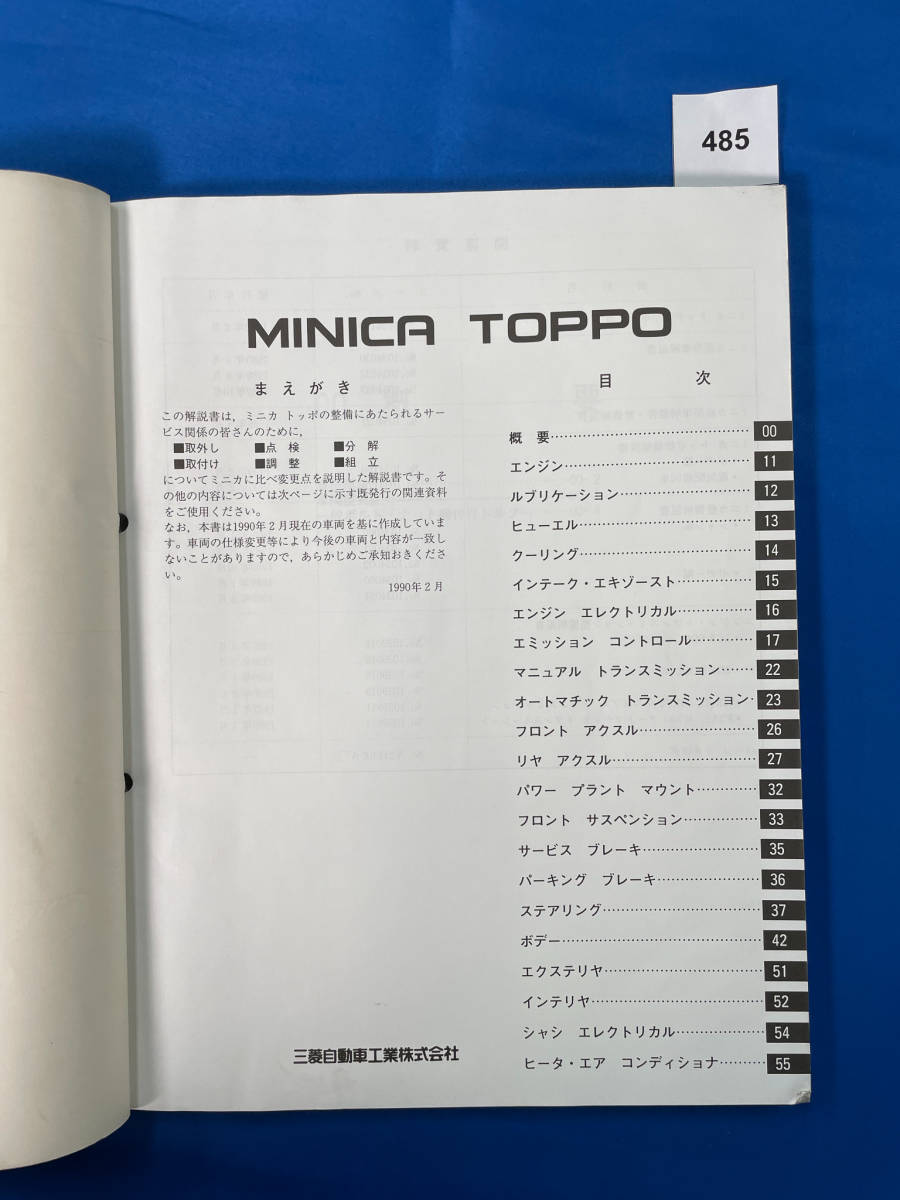 485
MINICA TOPPO
まえがき
この解説書は，ミニカ トッポの整備にあたられるサー
ビス関係の皆さんのために，
■取外し ■点 検 ■分 解
■取付け ■調 整 ■組 立
についてミニカに比べ変更点を説明した解説書です。そ
の他の内容については次ページに示す既発行の関連資料
をご使用ください。
なお，本書は1990年２月現在の車両を基に作成していま
す。車両の仕様変更等により今後の車両と内容が一致し
ないことがありますので，あらかじめご承知おきくださ
い。
1990年２月
目 次
概 要…………………………………… 00
エンジン………………………………… 11
ルブリケーション……………………… 12
ヒューエル……………………………… 13
クーリング……………………………… 14
インテーク・エキゾースト…………… 15
エンジン エレクトリカル…………… 16
エミッション コントロール………… 17
マニュアル トランスミッション…… 22
オートマチック トランスミッション… 23
フロント アクスル…………………… 26
リヤ アクスル………………………… 27
パワー プラント マウント………… 32
フロント サスペンション…………… 33
サービス ブレーキ…………………… 35
パーキング ブレーキ………………… 36
ステアリング…………………………… 37
ボデー…………………………………… 42
エクステリヤ…………………………… 51
インテリヤ……………………………… 52
シャシ エレクトリカル……………… 54
ヒータ・エア コンディショナ……… 55
三菱自動車工業株式会社